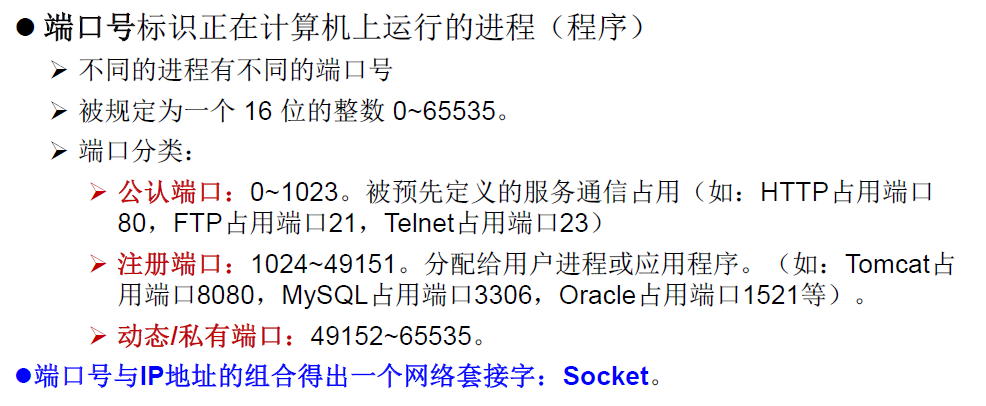 ● 端口号标识正在计算机上运行的进程（程序）
➢ 不同的进程有不同的端口号
➢ 被规定为一个 16 位的整数 0~65535。
➢ 端口分类：
➢ 公认端口：0~1023。被预先定义的服务通信占用（如：HTTP占用端口
80，FTP占用端口21，Telnet占用端口23）
➢ 注册端口：1024~49151。分配给用户进程或应用程序。（如：Tomcat占
用端口8080，MySQL占用端口3306，Oracle占用端口1521等）。
➢ 动态/私有端口：49152~65535。
●端口号与IP地址的组合得出一个网络套接字：Socket。